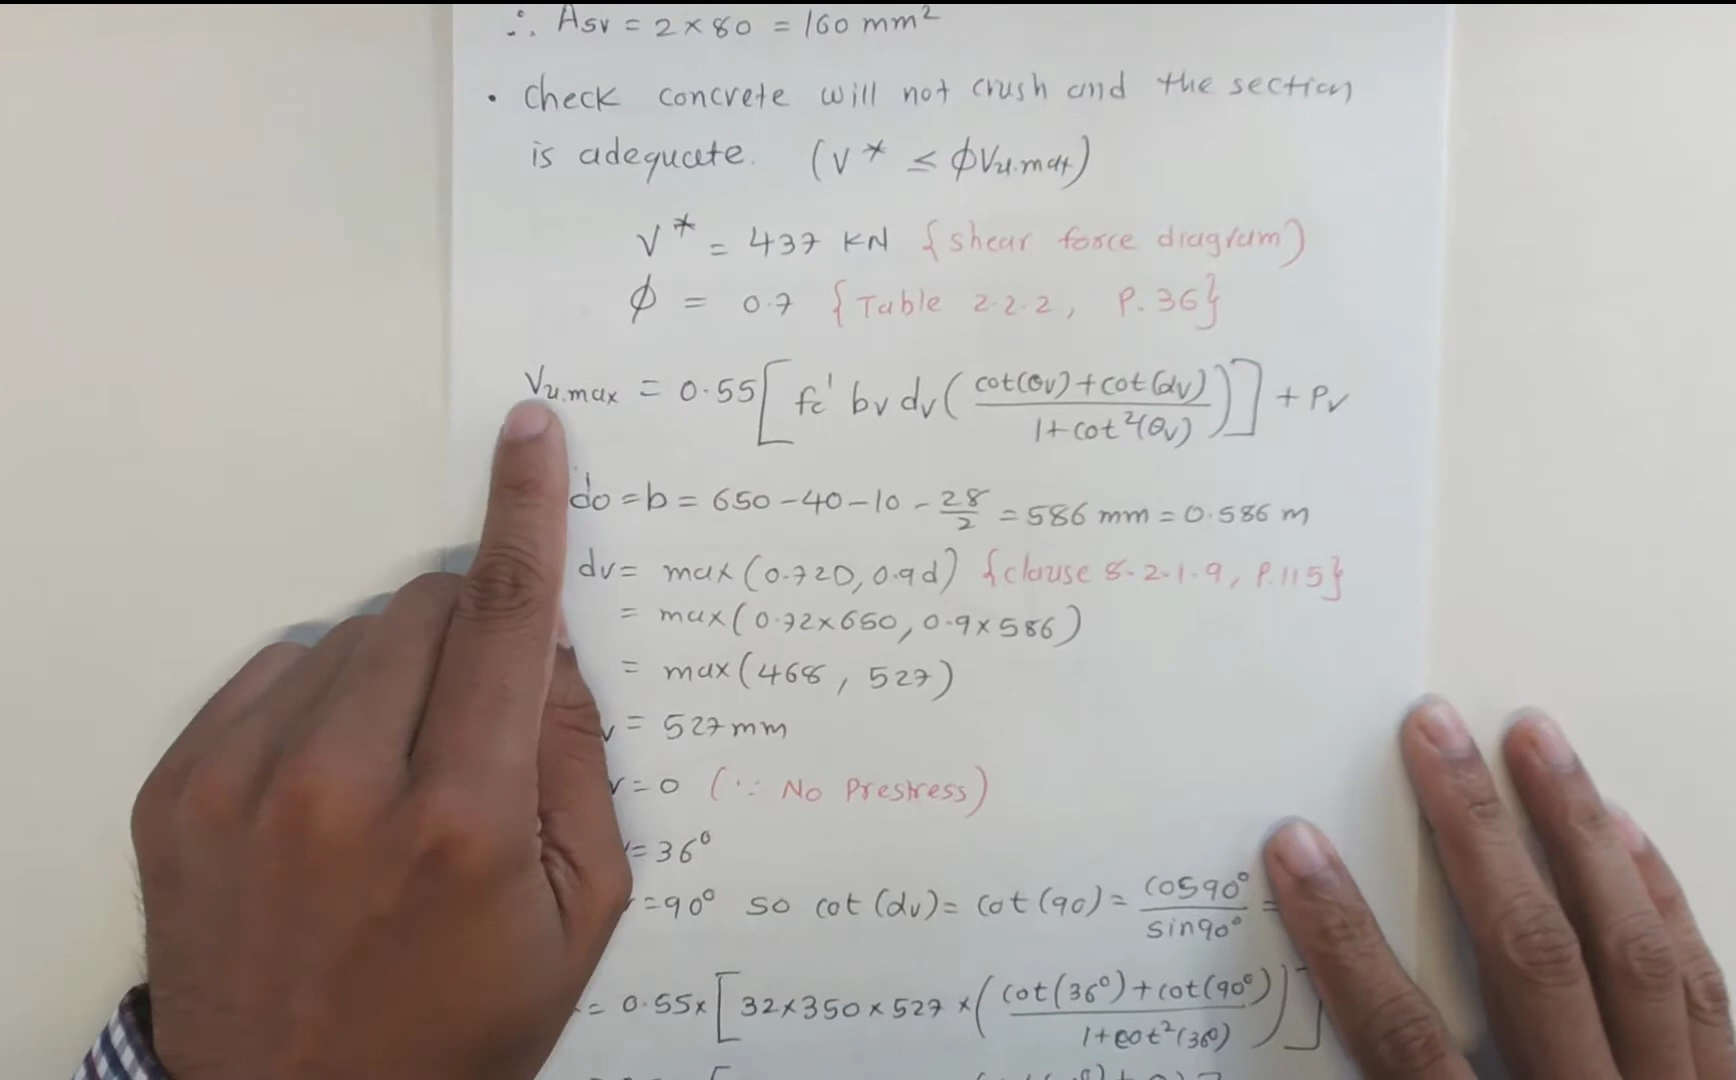 ∴ Asv = 2 × 80 = 160 mm²
• Check concrete will not crush and the section
is adequate. (V* ≤ ϕVu.max)
V* = 437 KN {shear force diagram}
ϕ = 0.7 {Table 2.2.2, P.36}
Vu.max = 0.55 [fc' bv dv ((cot(θv)+cot(αv))/(1+cot²(θv)))] + Pv
do = b = 650 - 40 - 10 - 28/2 = 586 mm = 0.586 m
dv = max (0.72D, 0.9d) {clause 8.2.1.9, P.115}
= max (0.72×650, 0.9×586)
= max (468, 527)
v = 527 mm
v = 0 (∵ No Prestress)
= 36°
= 90° so cot (αv) = cot (90) = cos90°/sin90° =
= 0.55× [32×350×527×((cot(36°)+cot(90°))/(1+cot²(36°)))]